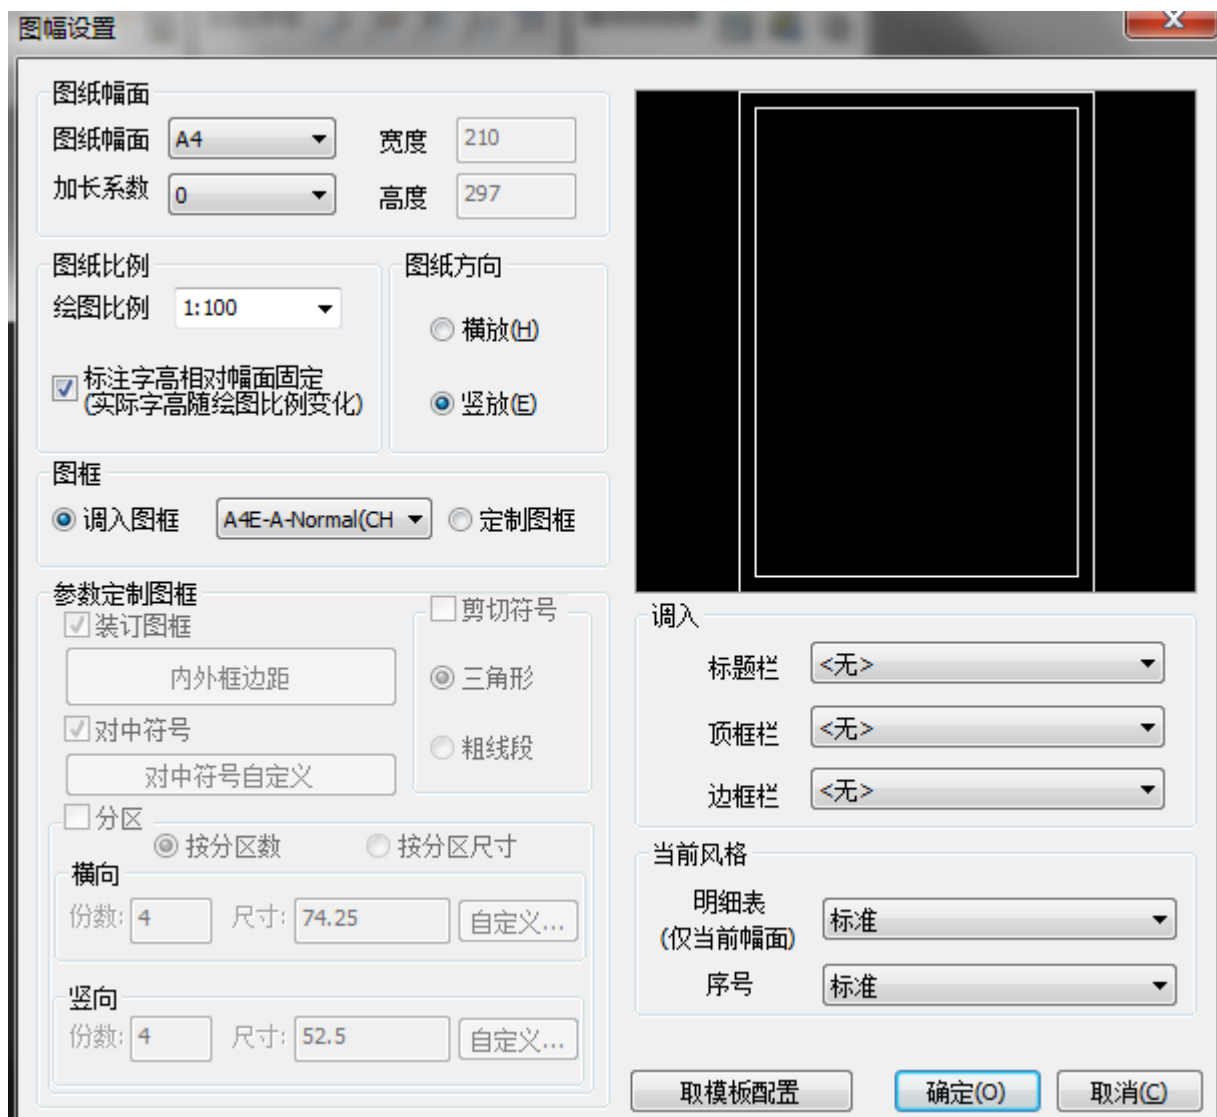 图幅设置
X
图纸幅面
图纸幅面 A4 宽度 210
加长系数 0 高度 297
图纸比例
绘图比例 1:100
标注字高相对幅面固定
(实际字高随绘图比例变化)
图纸方向
横放(H)
竖放(E)
图框
调入图框 A4E-A-Normal(CH 定制图框
参数定制图框
装订图框
内外框边距
对中符号
对中符号自定义
剪切符号
三角形
粗线段
分区
按分区数 按分区尺寸
横向
份数: 4 尺寸: 74.25 自定义...
竖向
份数: 4 尺寸: 52.5 自定义...
调入
标题栏 <无>
顶框栏 <无>
边框栏 <无>
当前风格
明细表
(仅当前幅面) 标准
序号 标准
取模板配置 确定(O) 取消(C)